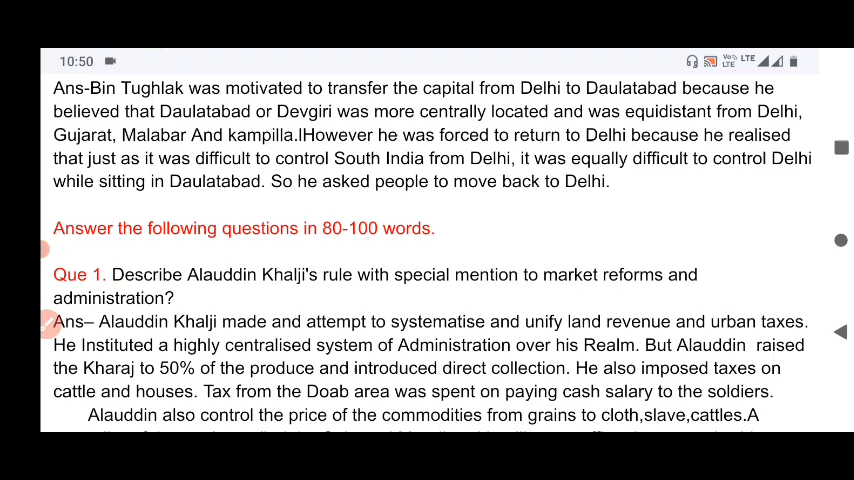 10:50
Vo)) LTE
LTE
Ans-Bin Tughlak was motivated to transfer the capital from Delhi to Daulatabad because he
believed that Daulatabad or Devgiri was more centrally located and was equidistant from Delhi,
Gujarat, Malabar And kampilla.lHowever he was forced to return to Delhi because he realised
that just as it was difficult to control South India from Delhi, it was equally difficult to control Delhi
while sitting in Daulatabad. So he asked people to move back to Delhi.
Answer the following questions in 80-100 words.
Que 1. Describe Alauddin Khalji's rule with special mention to market reforms and
administration?
Ans– Alauddin Khalji made and attempt to systematise and unify land revenue and urban taxes.
He Instituted a highly centralised system of Administration over his Realm. But Alauddin raised
the Kharaj to 50% of the produce and introduced direct collection. He also imposed taxes on
cattle and houses. Tax from the Doab area was spent on paying cash salary to the soldiers.
Alauddin also control the price of the commodities from grains to cloth,slave,cattles.A